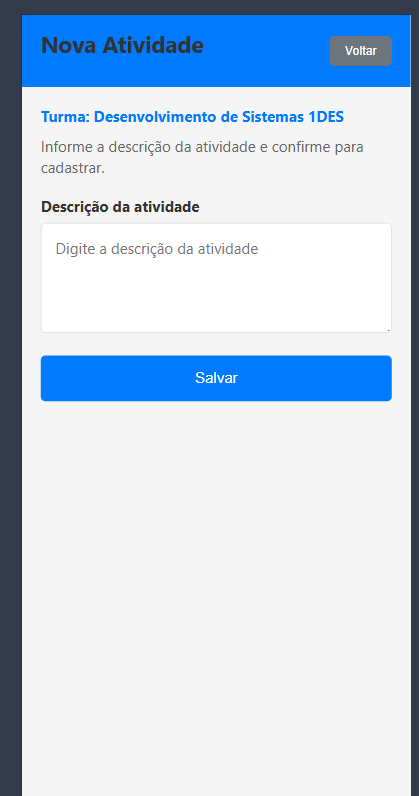 Nova Atividade
Voltar
Turma: Desenvolvimento de Sistemas 1DES
Informe a descrição da atividade e confirme para
cadastrar.
Descrição da atividade
Digite a descrição da atividade
Salvar